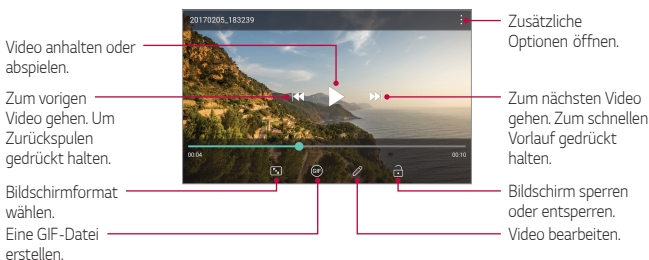 20170205_183239
Video anhalten oder
abspielen.
Zum vorigen
Video gehen. Um
Zurückspulen
gedrückt halten.
Bildschirmformat
wählen.
Eine GIF-Datei
erstellen.
00:04
00:10
GIF
Zusätzliche
Optionen öffnen.
Zum nächsten Video
gehen. Zum schnellen
Vorlauf gedrückt
halten.
Bildschirm sperren
oder entsperren.
Video bearbeiten.